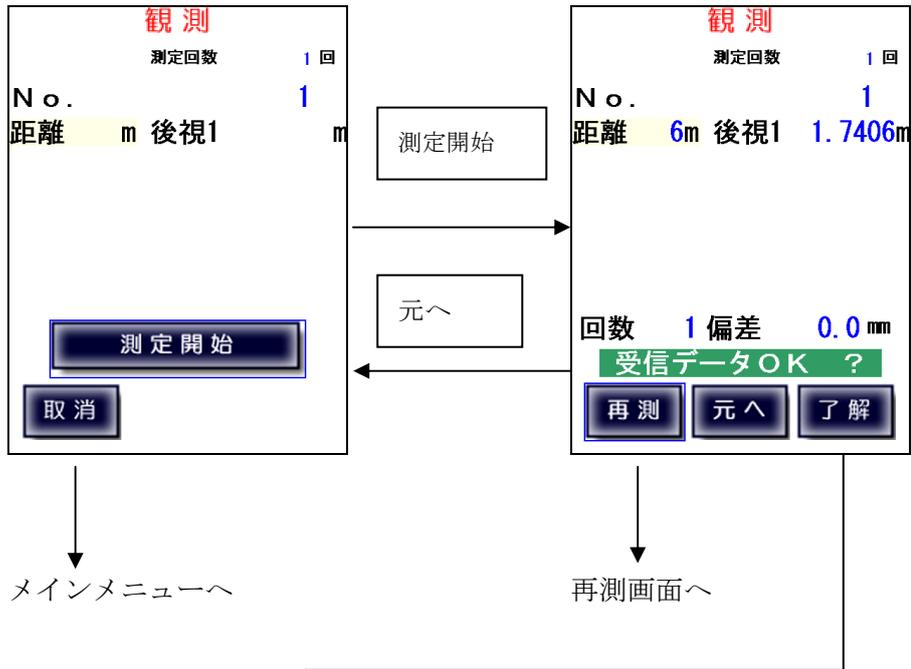 観測
測定回数 1 回
No. 1
距離 m 後視1 m
測定開始
取消
メインメニューへ
測定開始
元へ
観測
測定回数 1 回
No. 1
距離 6m 後視1 1.7406m
回数 1 偏差 0.0mm
受信データOK ?
再測 元へ 了解
再測画面へ